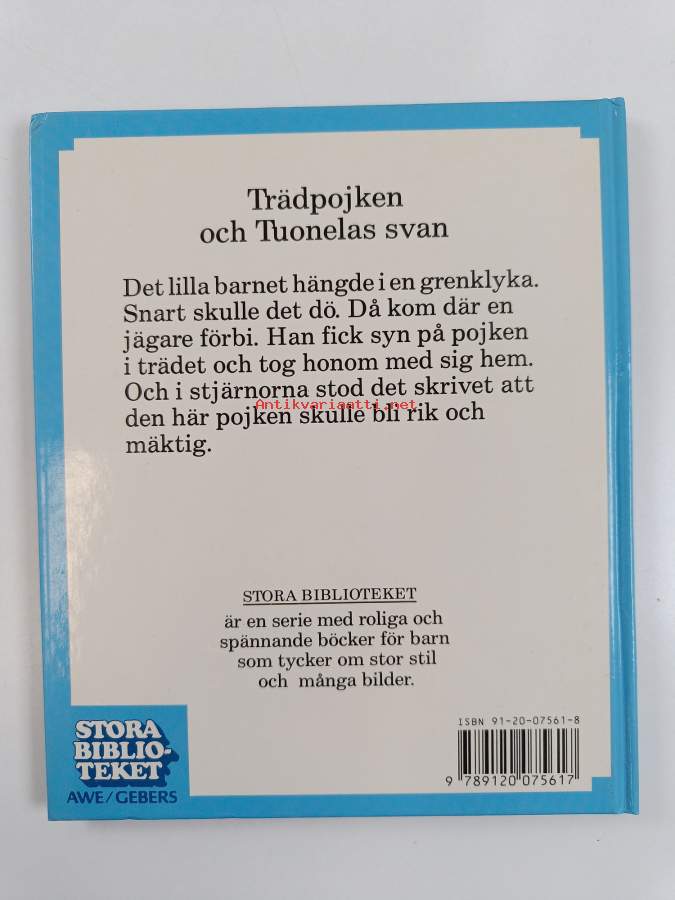 Trädpojken
och Tuonelas svan
Det lilla barnet hängde i en grenklyka.
Snart skulle det dö. Då kom där en
jägare förbi. Han fick syn på pojken
i trädet och tog honom med sig hem.
Och i stjärnorna stod det skrivet att
Antikvariaatti.net
den här pojken skulle bli rik och
mäktig.
STORA BIBLIOTEKET
är en serie med roliga och
spännande böcker för barn
som tycker om stor stil
och många bilder.
STORA
BIBLIO-
TEKET
AWE/GEBERS
ISBN 91-20-07561-8
9 789120 075617